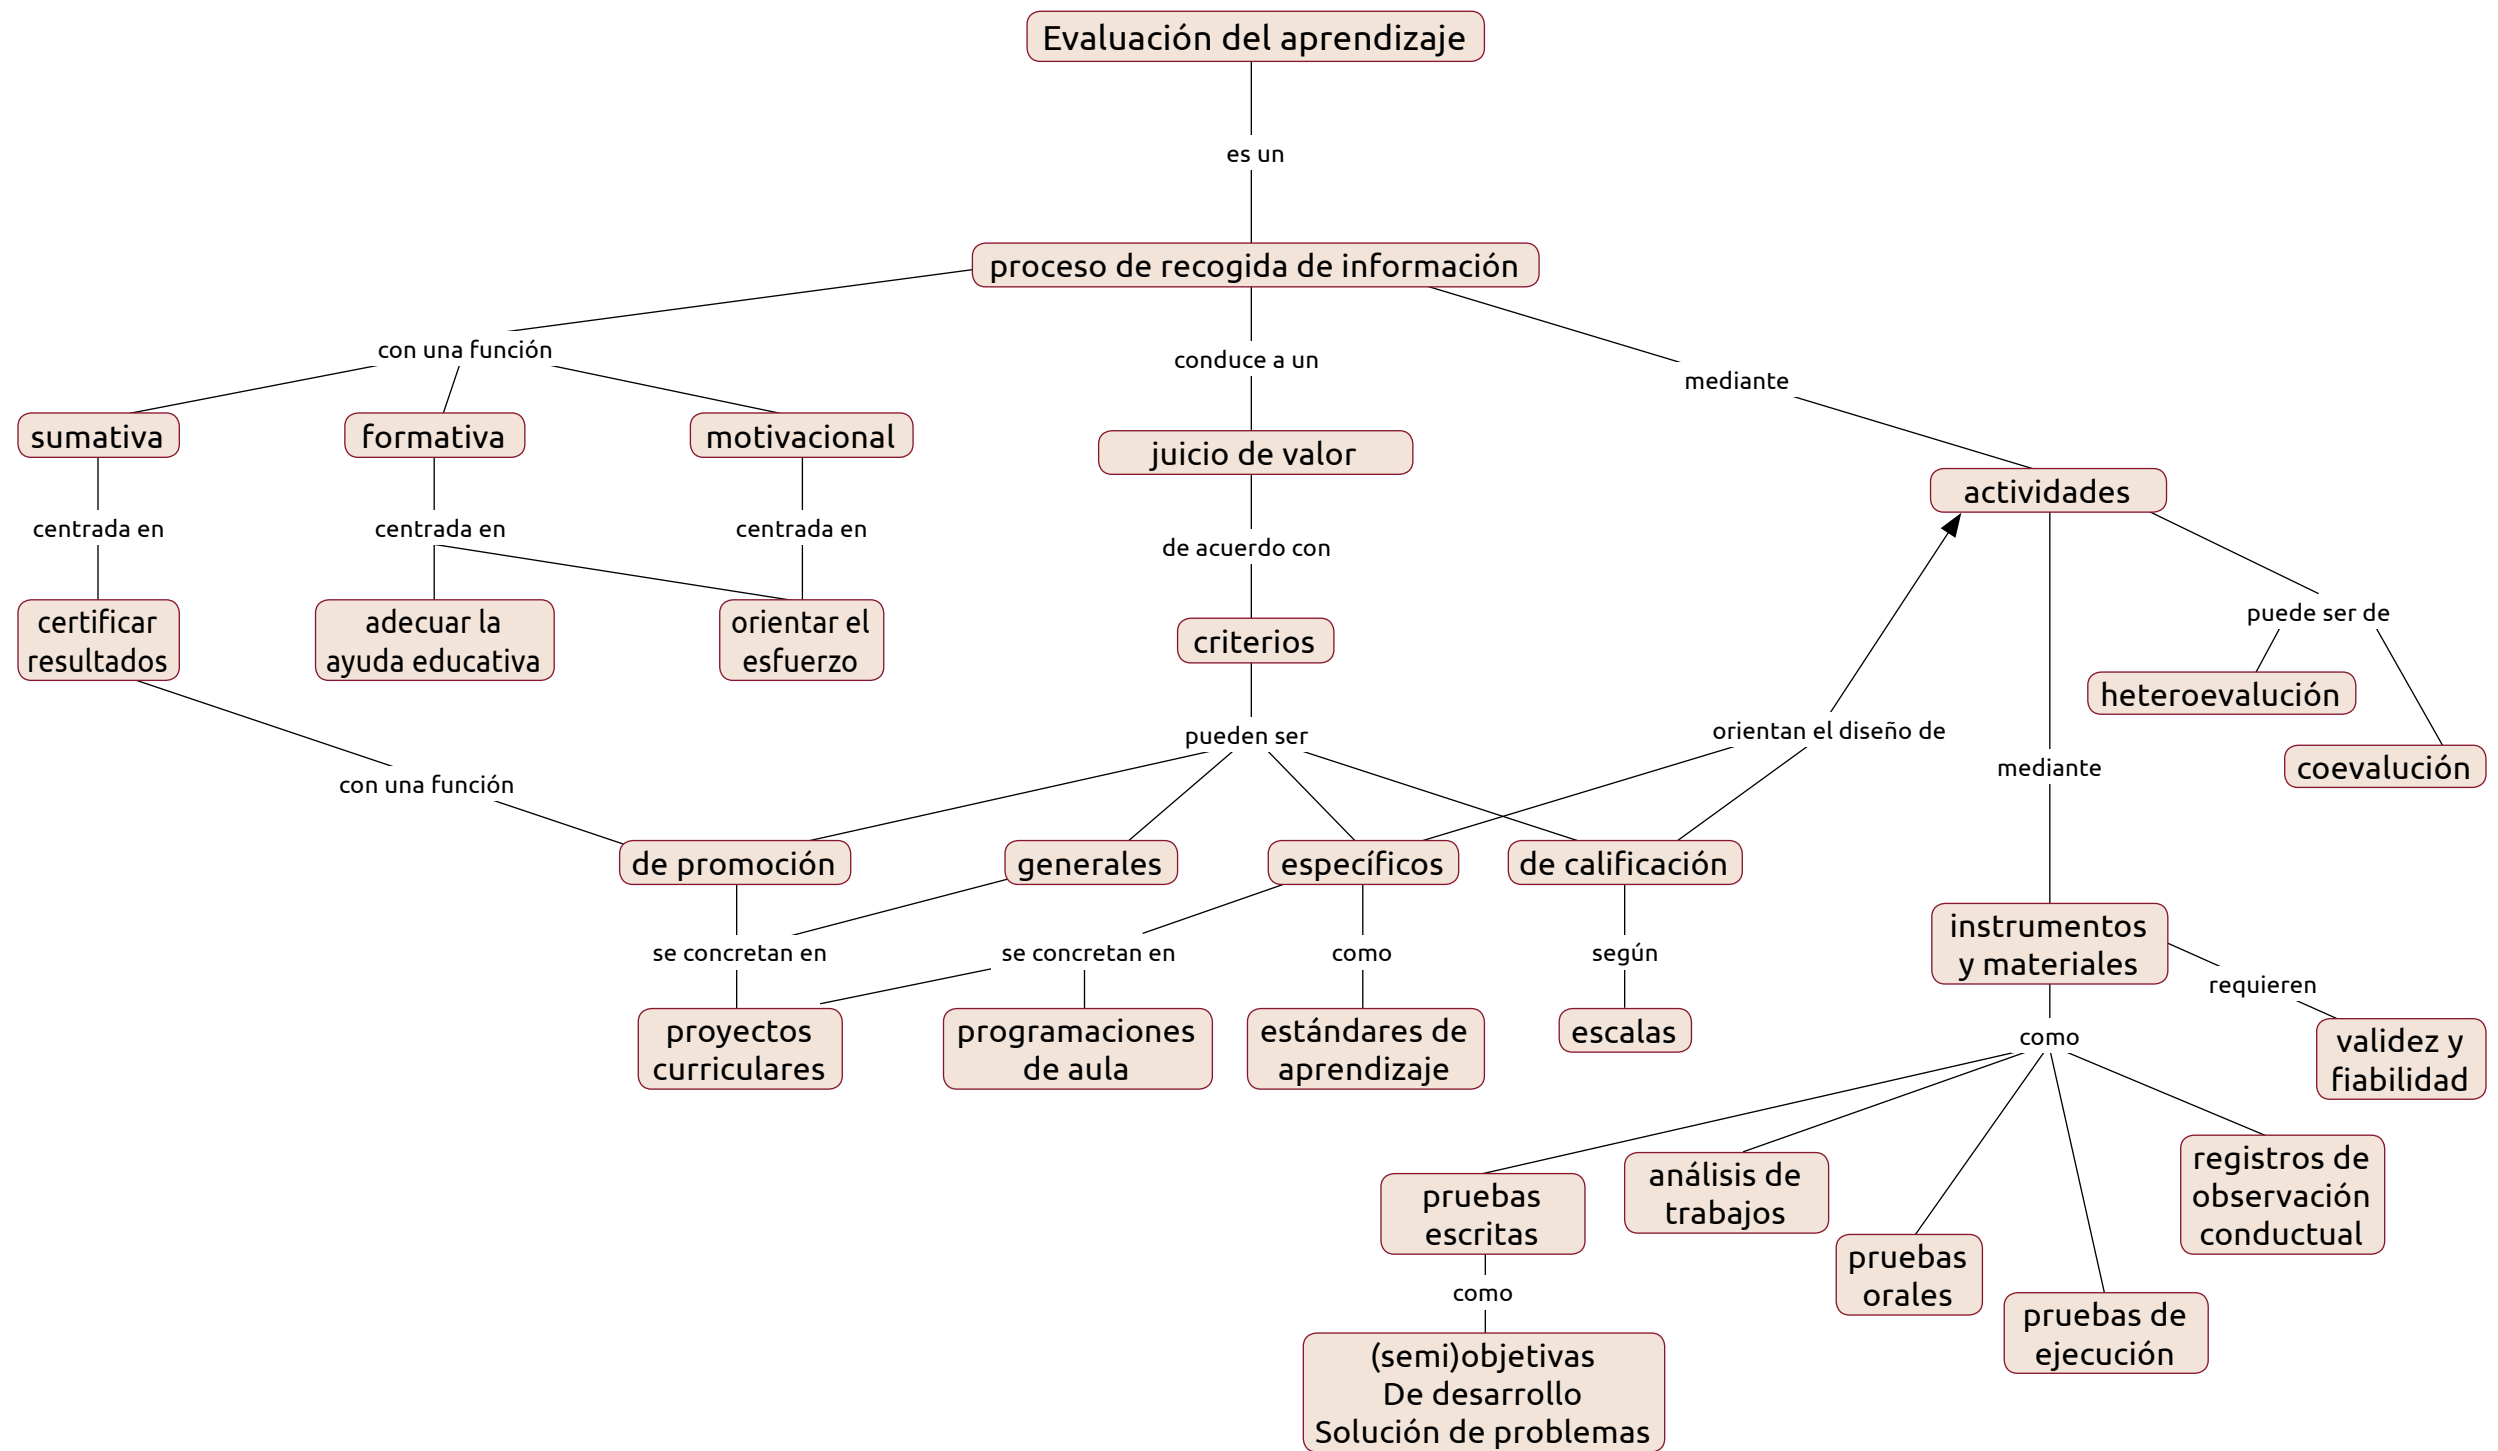 Evaluación del aprendizaje
es un
proceso de recogida de información
con una función
conduce a un
mediante
sumativa
formativa
motivacional
juicio de valor
actividades
centrada en
centrada en
centrada en
de acuerdo con
certificar
resultados
adecuar la
ayuda educativa
orientar el
esfuerzo
criterios
puede ser de
heteroevalución
coevalución
orientan el diseño de
pueden ser
mediante
con una función
de promoción
generales
específicos
de calificación
instrumentos
y materiales
se concretan en
se concretan en
como
según
requieren
proyectos
curriculares
programaciones
de aula
estándares de
aprendizaje
escalas
como
validez y
fiabilidad
pruebas
escritas
análisis de
trabajos
pruebas
orales
pruebas de
ejecución
registros de
observación
conductual
como
(semi)objetivas
De desarrollo
Solución de problemas